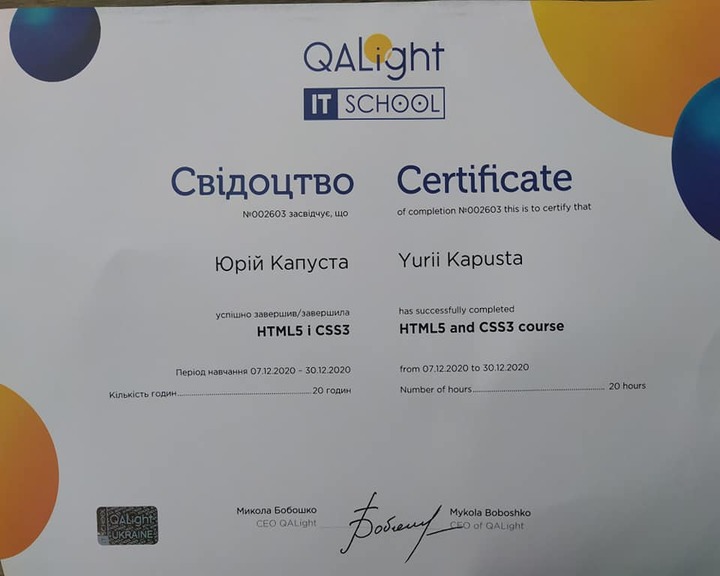 QALight
IT SCHOOL
Свідоцтво
№002603 засвідчує, що
Юрій Капуста
успішно завершив/завершила
HTML5 і CSS3
Період навчання 07.12.2020 – 30.12.2020
Кількість годин 20 годин
Certificate
of completion №002603 this is to certify that
Yurii Kapusta
has successfully completed
HTML5 and CSS3 course
from 07.12.2020 to 30.12.2020
Number of hours 20 hours
Микола Бобошко
CEO QALight
Mykola Boboshko
CEO of QALight
QALight
UKRAINE